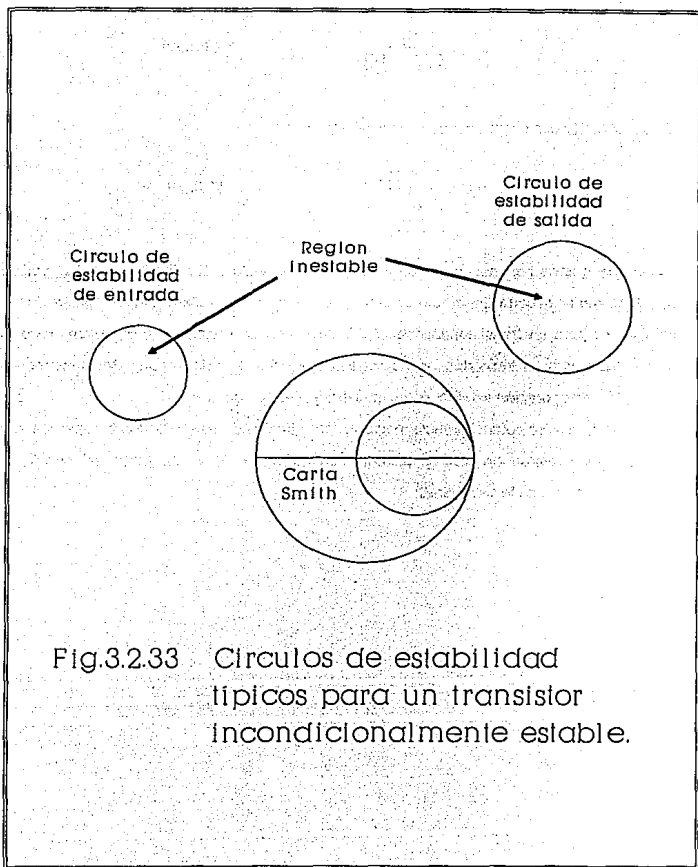 Circulo de
estabilidad
de salida
Region
inestable
Circulo de
estabilidad
de entrada
Carta
Smith
Fig.3.2.33 Circulos de estabilidad
tipicos para un transistor
incondicionalmente estable.